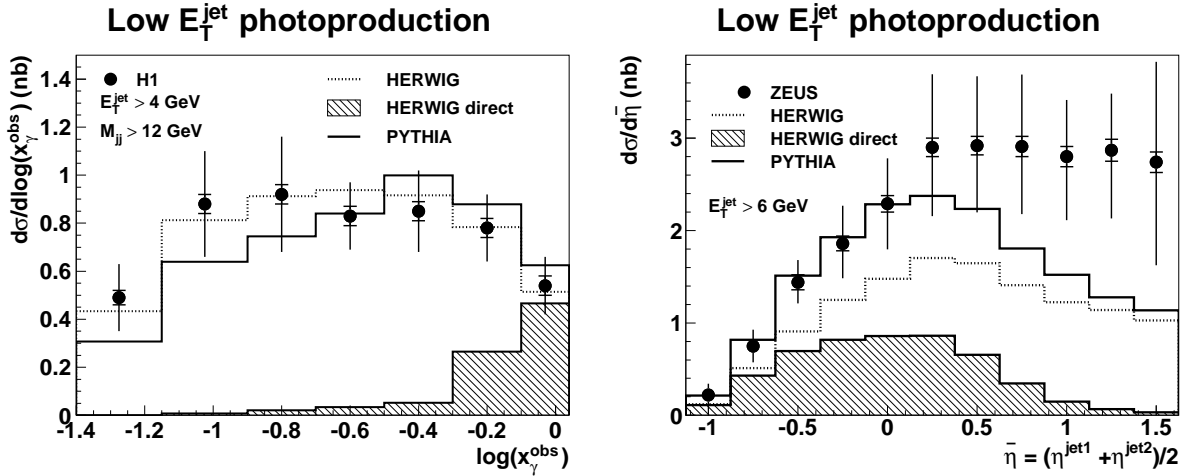 Low E_T^jet photoproduction
dσ/dlog(x_γ^obs) (nb)
1.4
1.2
1
0.8
0.6
0.4
0.2
0
H1
E_T^jet > 4 GeV
M_jj > 12 GeV
HERWIG
HERWIG direct
PYTHIA
-1.4 -1.2 -1 -0.8 -0.6 -0.4 -0.2 0
log(x_γ^obs)
Low E_T^jet photoproduction
dσ/dη̄ (nb)
3
2
1
0
ZEUS
HERWIG
HERWIG direct
PYTHIA
E_T^jet > 6 GeV
-1 -0.5 0 0.5 1 1.5
η̄ = (η^jet1 +η^jet2)/2